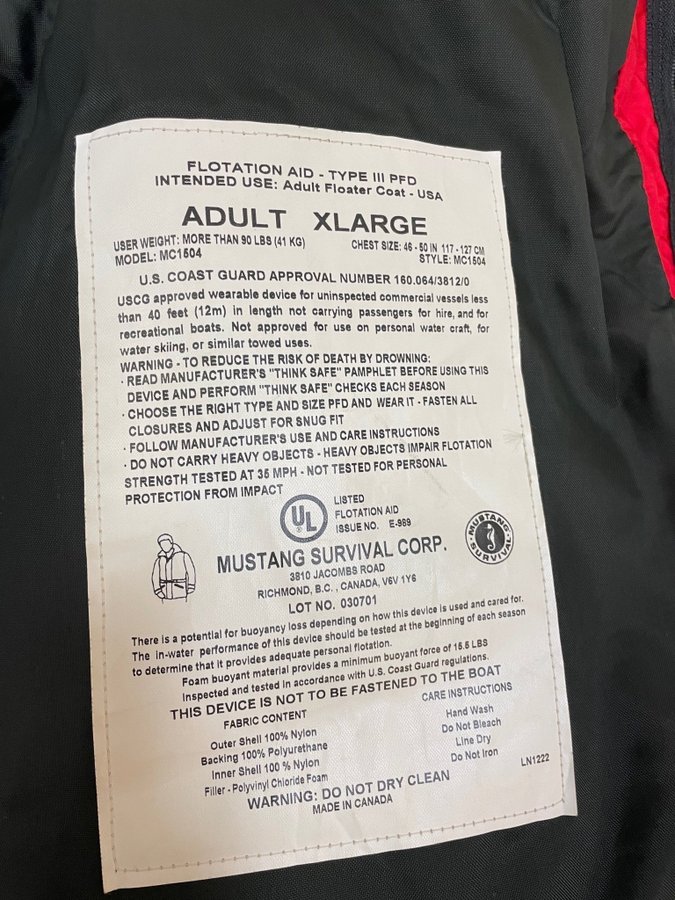 FLOTATION AID - TYPE III PFD
INTENDED USE: Adult Floater Coat - USA
ADULT XLARGE
USER WEIGHT: MORE THAN 90 LBS (41 KG) CHEST SIZE: 46 - 50 IN 117 - 127 CM
MODEL: MC1504 STYLE: MC1504
U.S. COAST GUARD APPROVAL NUMBER 160.064/3812/0
USCG approved wearable device for uninspected commercial vessels less
than 40 feet (12m) in length not carrying passengers for hire, and for
recreational boats. Not approved for use on personal water craft, for
water skiing, or similar towed uses.
WARNING - TO REDUCE THE RISK OF DEATH BY DROWNING:
· READ MANUFACTURER'S "THINK SAFE" PAMPHLET BEFORE USING THIS
DEVICE AND PERFORM "THINK SAFE" CHECKS EACH SEASON
· CHOOSE THE RIGHT TYPE AND SIZE PFD AND WEAR IT - FASTEN ALL
CLOSURES AND ADJUST FOR SNUG FIT
· FOLLOW MANUFACTURER'S USE AND CARE INSTRUCTIONS
· DO NOT CARRY HEAVY OBJECTS - HEAVY OBJECTS IMPAIR FLOTATION
STRENGTH TESTED AT 35 MPH - NOT TESTED FOR PERSONAL
PROTECTION FROM IMPACT
UL ®
LISTED
FLOTATION AID
ISSUE NO. E-989
MUSTANG SURVIVAL
MUSTANG SURVIVAL CORP.
3810 JACOMBS ROAD
RICHMOND, B.C., CANADA, V6V 1Y6
LOT NO. 030701
There is a potential for buoyancy loss depending on how this device is used and cared for.
The in-water performance of this device should be tested at the beginning of each season
to determine that it provides adequate personal flotation.
Foam buoyant material provides a minimum buoyant force of 15.5 LBS
Inspected and tested in accordance with U.S. Coast Guard regulations.
THIS DEVICE IS NOT TO BE FASTENED TO THE BOAT
FABRIC CONTENT
Outer Shell 100% Nylon
Backing 100% Polyurethane
Inner Shell 100 % Nylon
Filler - Polyvinyl Chloride Foam
CARE INSTRUCTIONS
Hand Wash
Do Not Bleach
Line Dry
Do Not Iron
LN1222
WARNING: DO NOT DRY CLEAN
MADE IN CANADA